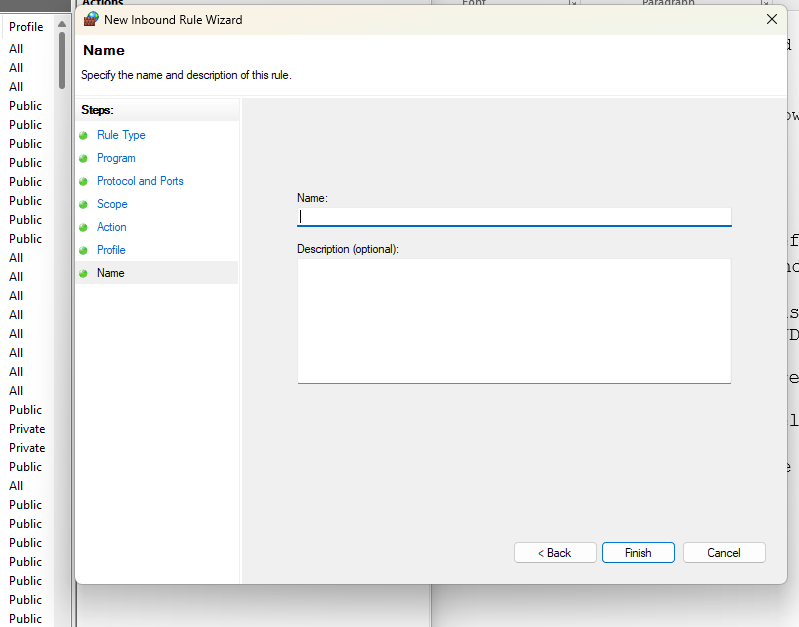 Actions
Font
Paragraph
New Inbound Rule Wizard
Name
Specify the name and description of this rule.
Steps:
Rule Type
Program
Protocol and Ports
Scope
Action
Profile
Name
Name:
Description (optional):
< Back
Finish
Cancel
Profile
All
All
All
Public
Public
Public
Public
Public
Public
Public
Public
All
All
All
All
All
All
All
All
Public
Private
Private
Public
All
Public
Public
Public
Public
Public
Public
Public